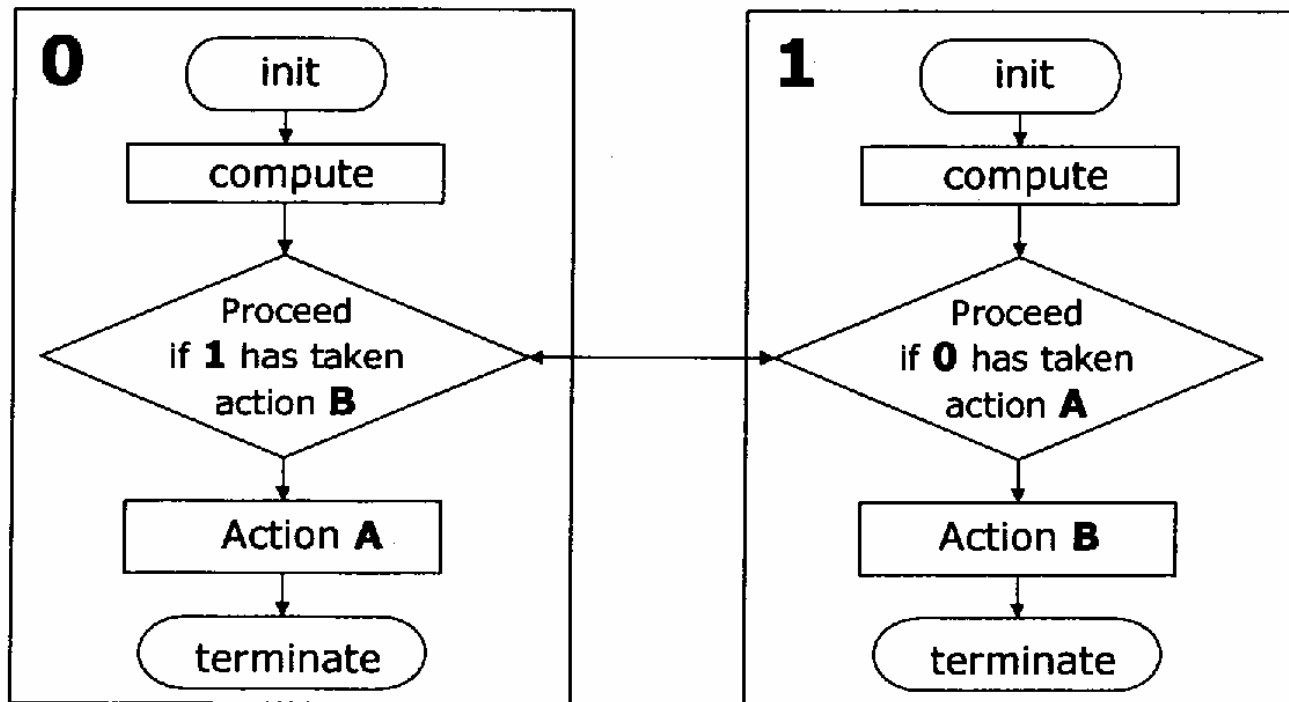 0
init
compute
Proceed
if 1 has taken
action B
Action A
terminate
1
init
compute
Proceed
if 0 has taken
action A
Action B
terminate